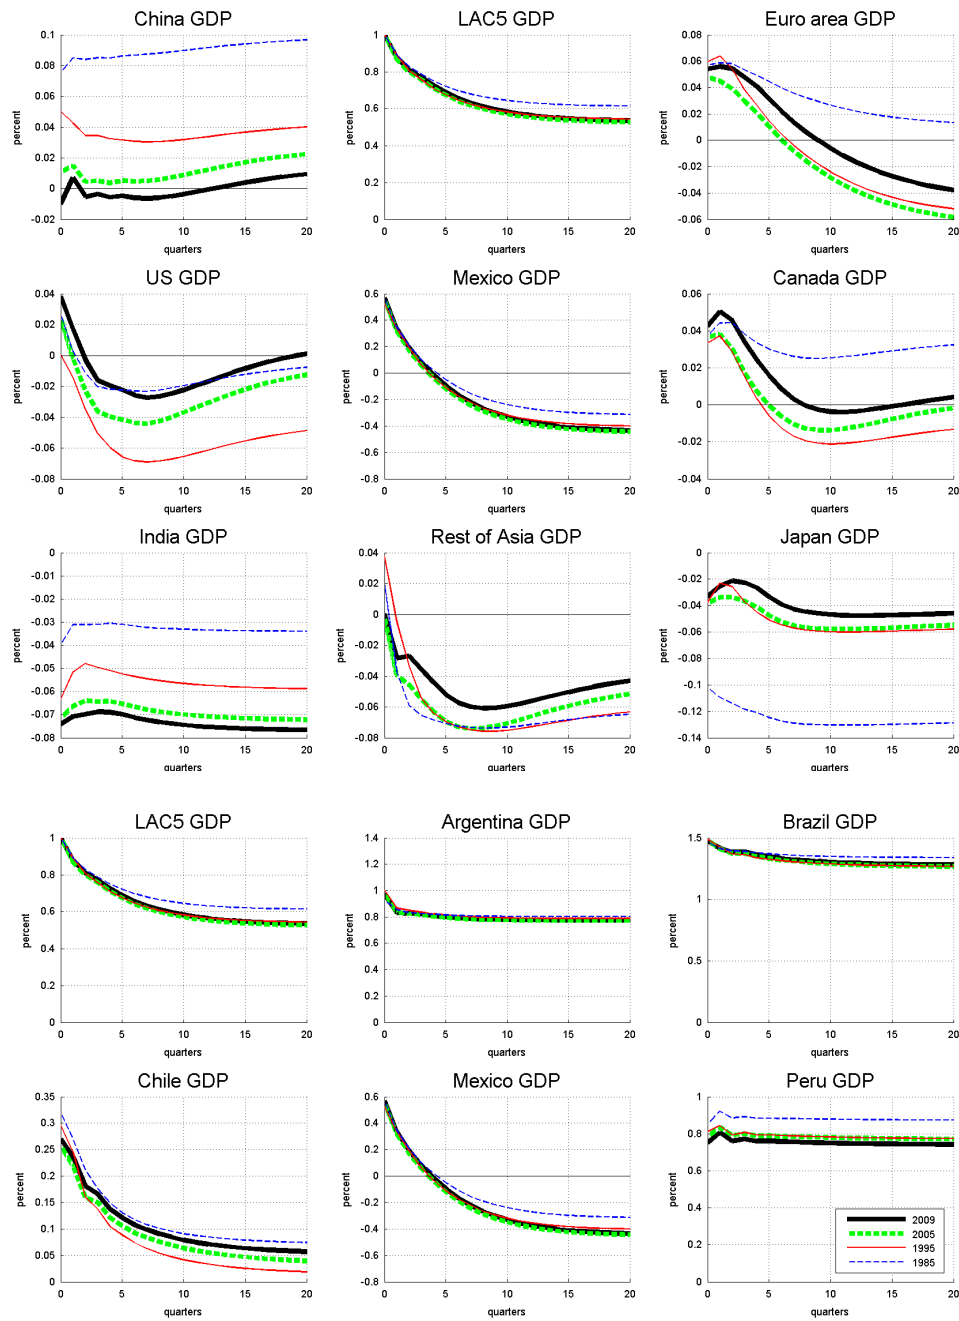 China GDP
LAC5 GDP
Euro area GDP
percent
0.1
0.08
0.06
0.04
0.02
0
-0.02
0 5 10 15 20
quarters
percent
1
0.8
0.6
0.4
0.2
0
0 5 10 15 20
quarters
percent
0.08
0.06
0.04
0.02
0
-0.02
-0.04
-0.06
0 5 10 15 20
quarters
US GDP
Mexico GDP
Canada GDP
percent
0.04
0.02
0
-0.02
-0.04
-0.06
-0.08
0 5 10 15 20
quarters
percent
0.6
0.4
0.2
0
-0.2
-0.4
-0.6
-0.8
0 5 10 15 20
quarters
percent
0.06
0.04
0.02
0
-0.02
-0.04
0 5 10 15 20
quarters
India GDP
Rest of Asia GDP
Japan GDP
percent
0
-0.01
-0.02
-0.03
-0.04
-0.05
-0.06
-0.07
-0.08
0 5 10 15 20
quarters
percent
0.04
0.02
0
-0.02
-0.04
-0.06
-0.08
0 5 10 15 20
quarters
percent
0
-0.02
-0.04
-0.06
-0.08
-0.1
-0.12
-0.14
0 5 10 15 20
quarters
LAC5 GDP
Argentina GDP
Brazil GDP
percent
1
0.8
0.6
0.4
0.2
0
0 5 10 15 20
quarters
percent
1.4
1.2
1
0.8
0.6
0.4
0.2
0
0 5 10 15 20
quarters
percent
1.5
1
1.5
0
0 5 10 15 20
quarters
Chile GDP
Mexico GDP
Peru GDP
percent
0.35
0.3
0.25
0.2
0.15
0.1
0.05
0
0 5 10 15 20
quarters
percent
0.6
0.4
0.2
0
-0.2
-0.4
-0.6
-0.8
0 5 10 15 20
quarters
percent
1
0.8
0.6
0.4
0.2
0
0 5 10 15 20
quarters
2009
2005
1995
1985